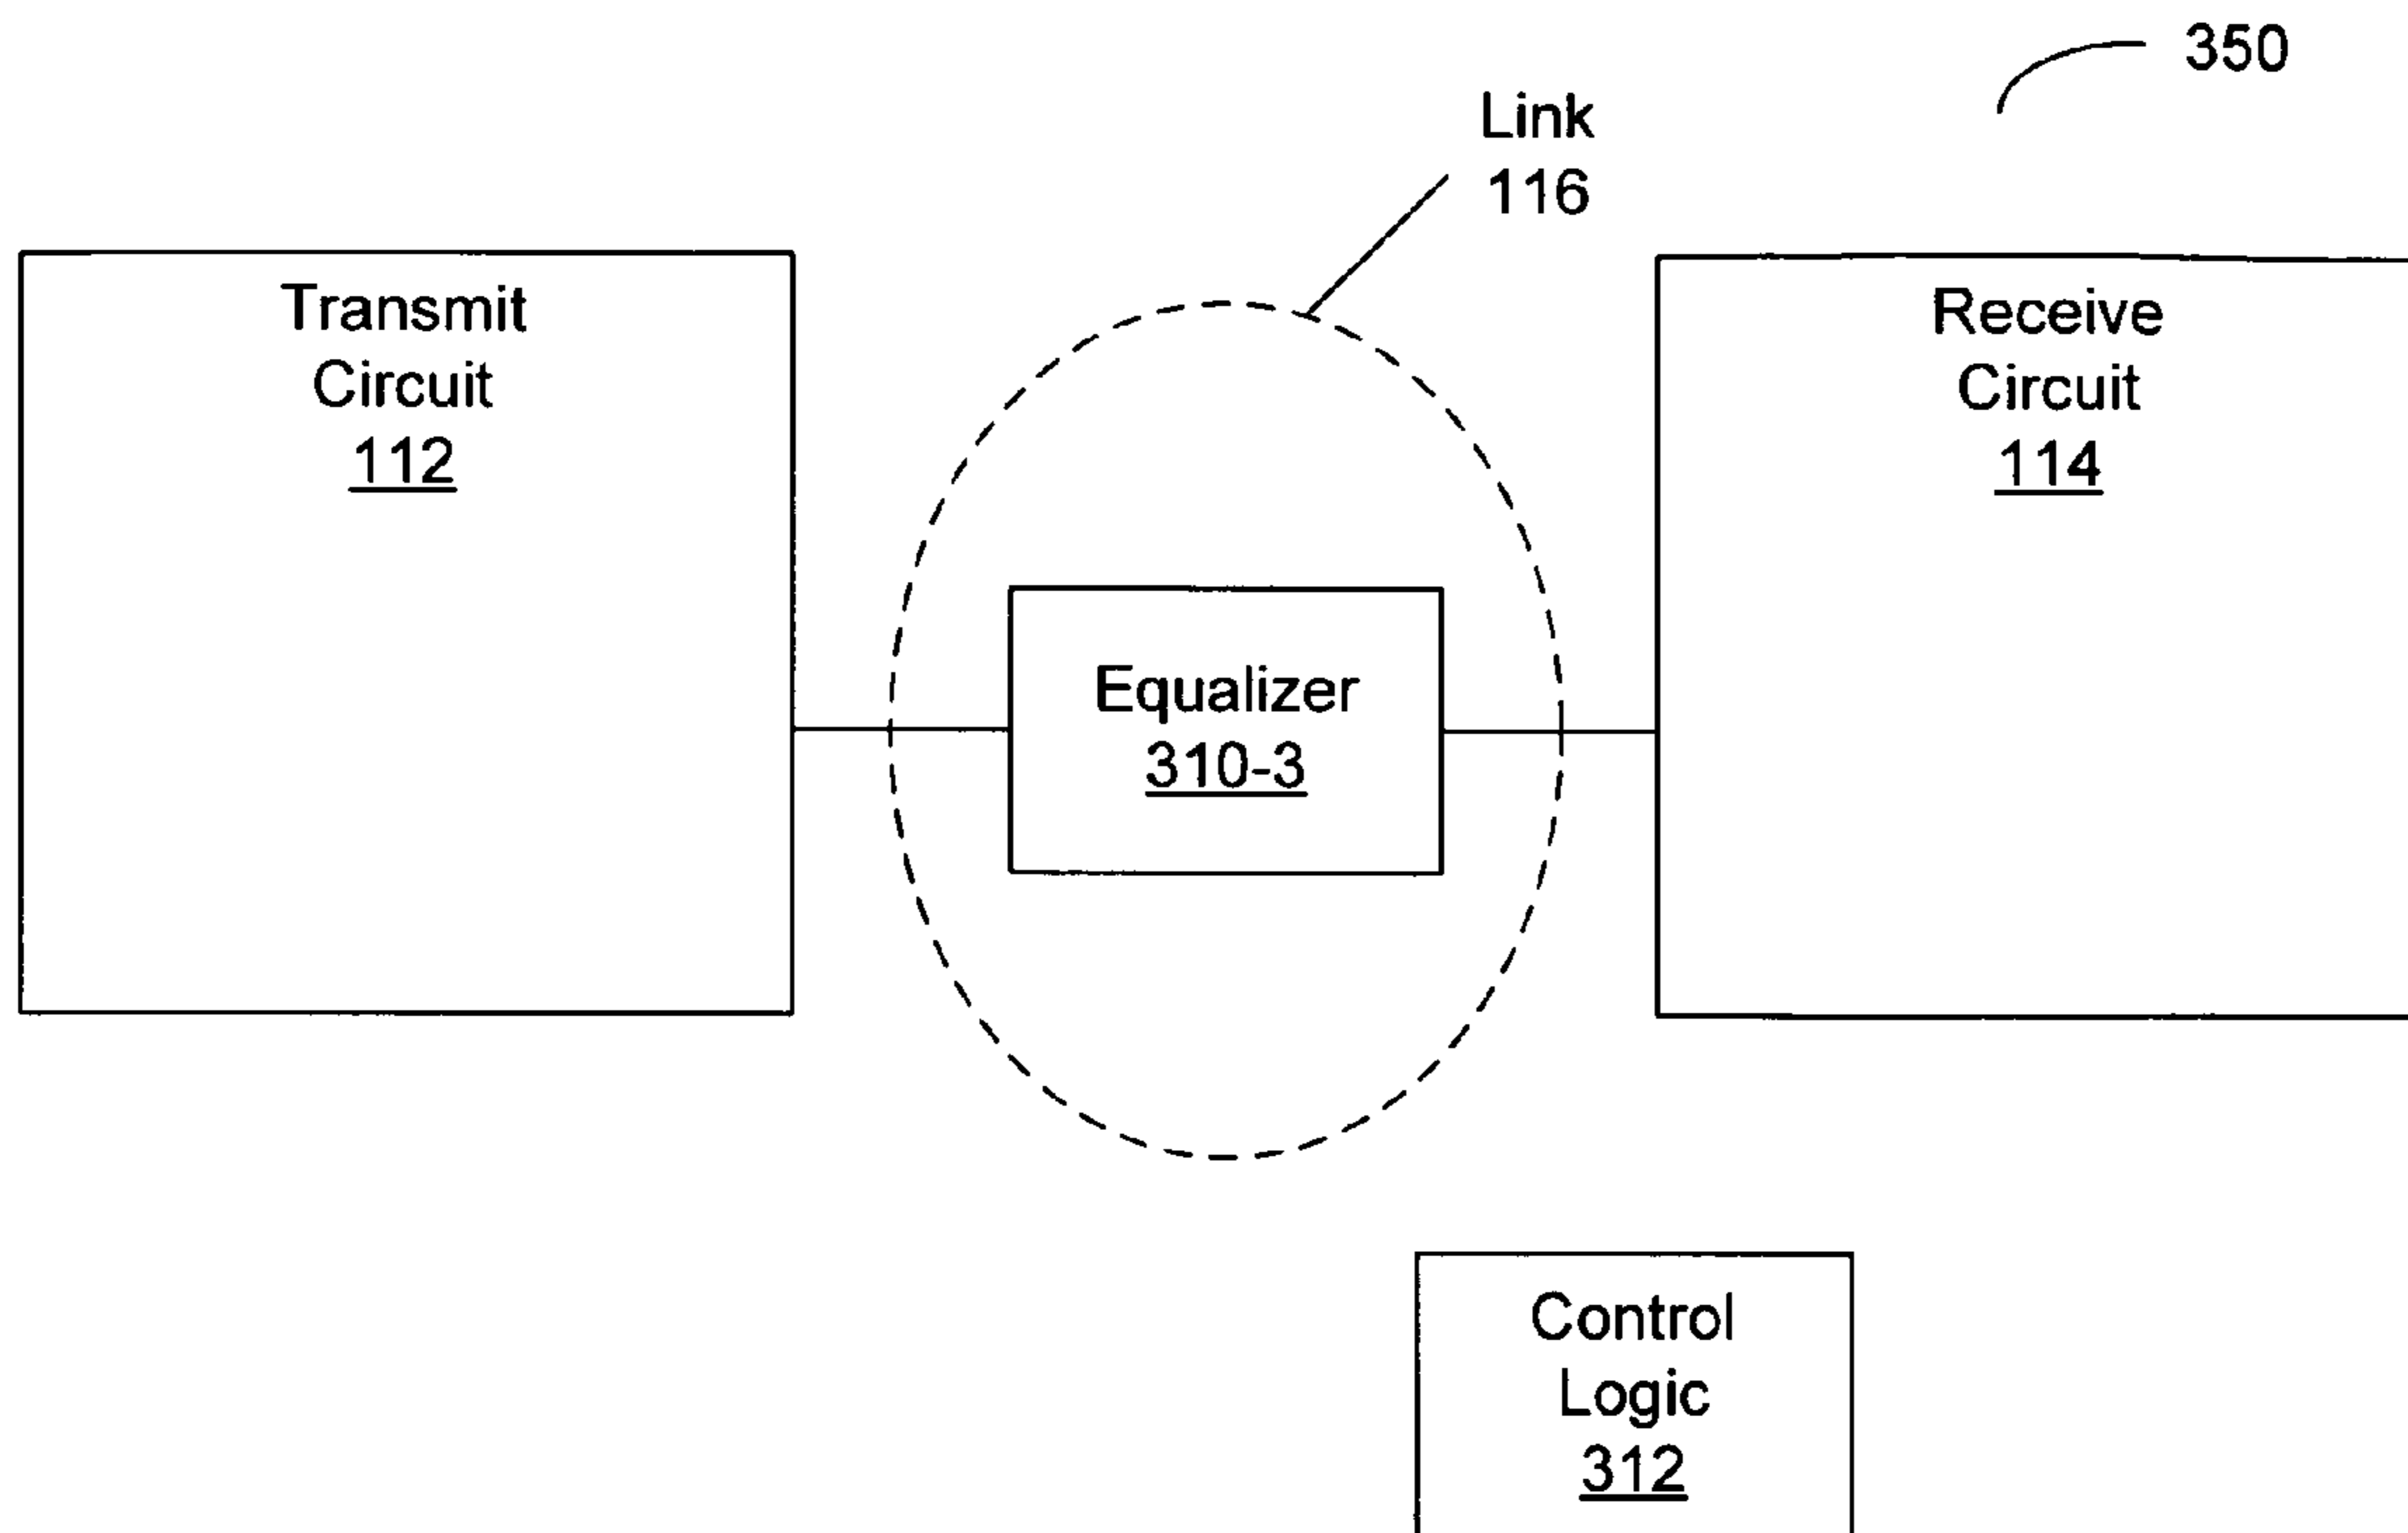 350
Link
116
Transmit
Circuit
112
Receive
Circuit
114
Equalizer
310-3
Control
Logic
312